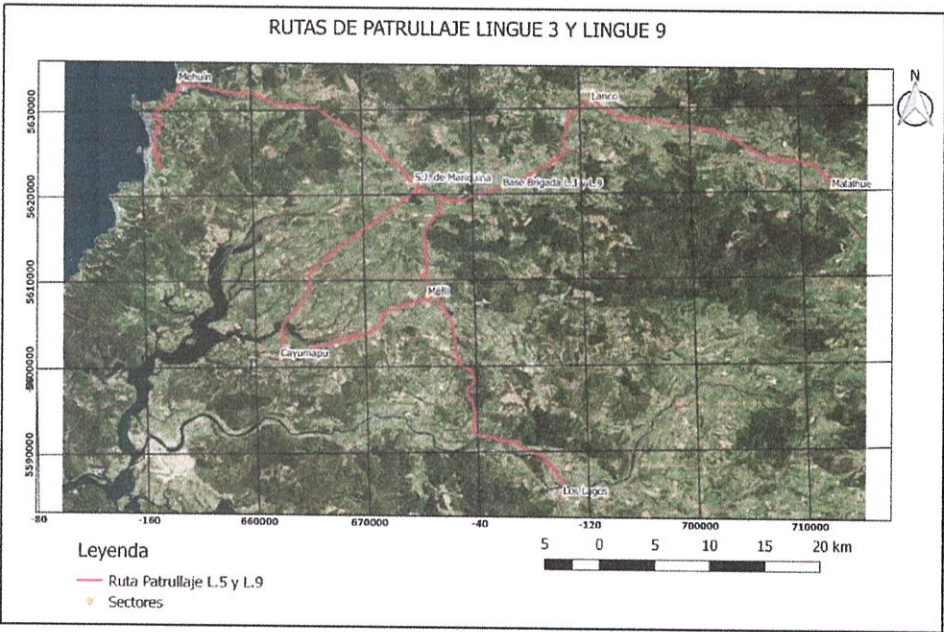 RUTAS DE PATRULLAJE LINGUE 3 Y LINGUE 9
N
Mehuin
Lanco
S.J. de Mariquina
Base Brigada L.1 y L.9
Malalhue
Mafil
Cayumapu
Los Lagos
5630000
5620000
5610000
5590000
-80
-160
660000
670000
-40
-120
700000
710000
Leyenda
Ruta Patrullaje L.5 y L.9
Sectores
5 0 5 10 15 20 km